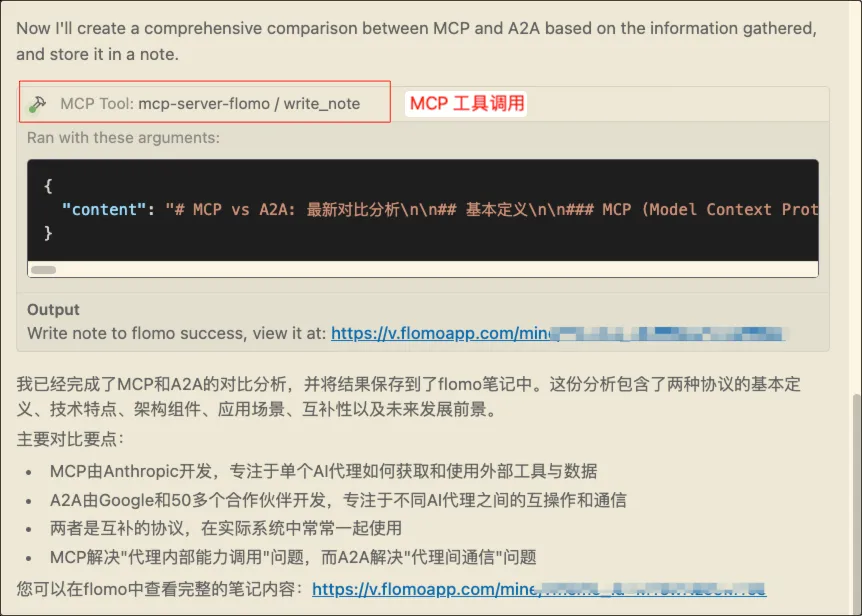 Now I'll create a comprehensive comparison between MCP and A2A based on the information gathered,
and store it in a note.
MCP Tool: mcp-server-flomo / write_note
MCP 工具调用
Ran with these arguments:
{
"content": "# MCP vs A2A: 最新对比分析\n\n## 基本定义\n\n### MCP (Model Context Prot
}
Output
Write note to flomo success, view it at: https://v.flomoapp.com/mine
我已经完成了MCP和A2A的对比分析，并将结果保存到了flomo笔记中。这份分析包含了两种协议的基本定
义、技术特点、架构组件、应用场景、互补性以及未来发展前景。
主要对比要点：
• MCP由Anthropic开发，专注于单个AI代理如何获取和使用外部工具与数据
• A2A由Google和50多个合作伙伴开发，专注于不同AI代理之间的互操作和通信
• 两者是互补的协议，在实际系统中常常一起使用
• MCP解决"代理内部能力调用"问题，而A2A解决"代理间通信"问题
您可以在flomo中查看完整的笔记内容：https://v.flomoapp.com/mine